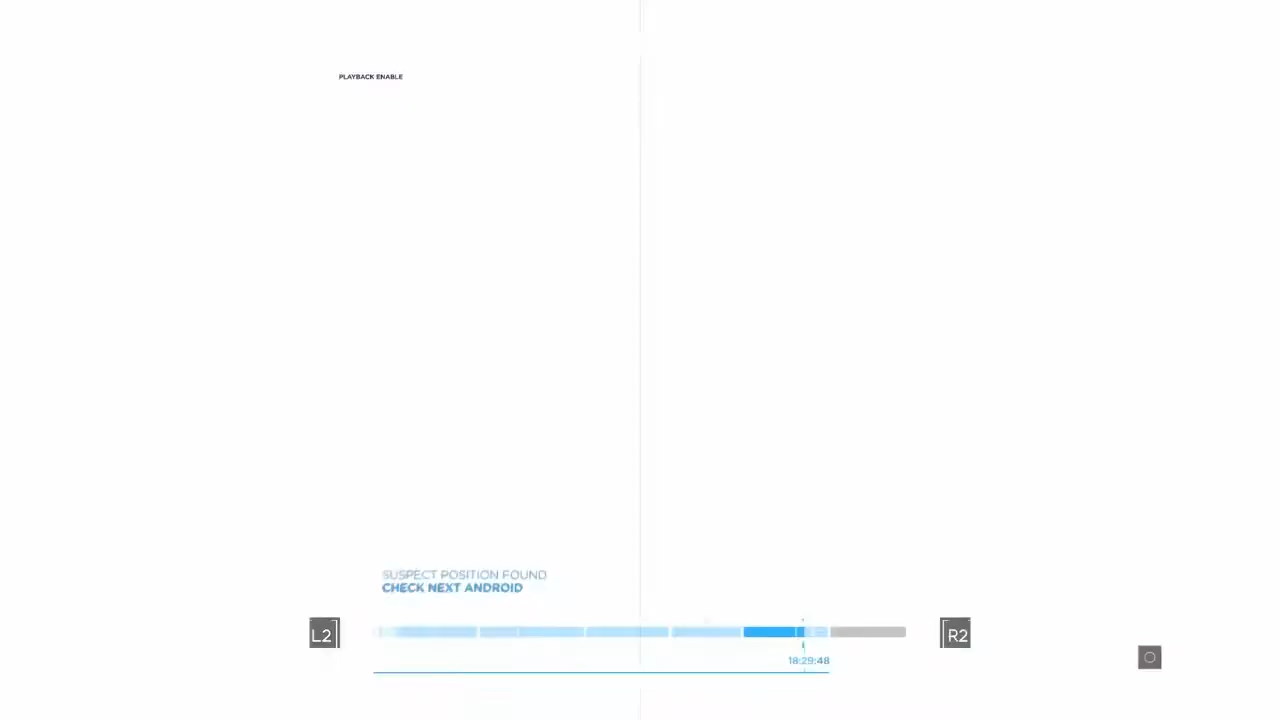 PLAYBACK ENABLE
SUSPECT POSITION FOUND
CHECK NEXT ANDROID
L2
R2
18:29:48